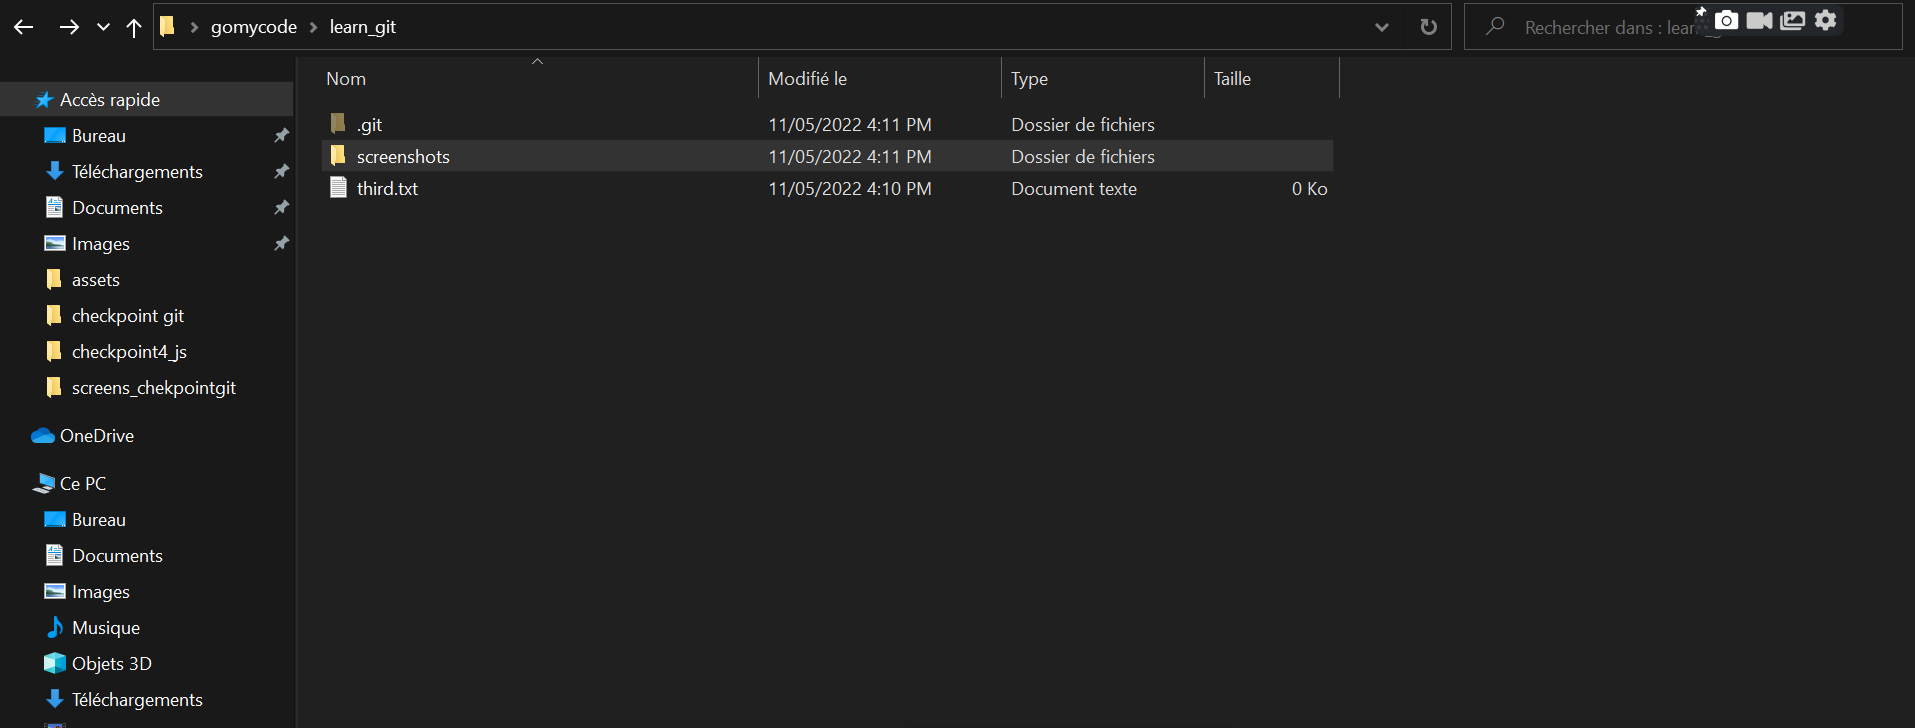 gomycode > learn_git
Rechercher dans : lear
Nom
Modifié le
Type
Taille
.git
11/05/2022 4:11 PM
Dossier de fichiers
screenshots
11/05/2022 4:11 PM
Dossier de fichiers
third.txt
11/05/2022 4:10 PM
Document texte
0 Ko
Accès rapide
Bureau
Téléchargements
Documents
Images
assets
checkpoint git
checkpoint4_js
screens_chekpointgit
OneDrive
Ce PC
Bureau
Documents
Images
Musique
Objets 3D
Téléchargements